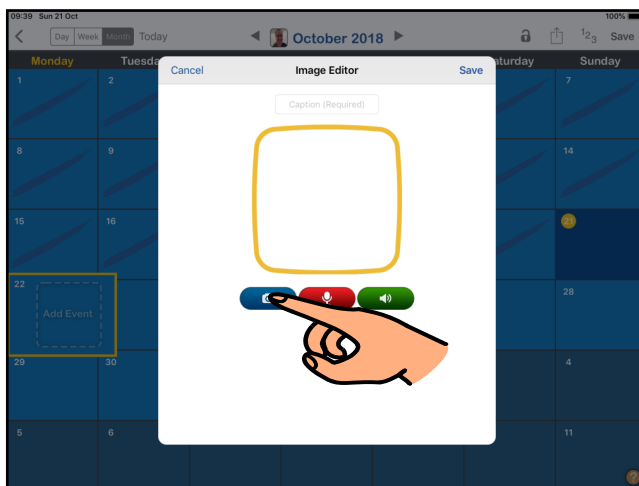 09:39 Sun 21 Oct 100%
Day Week Month Today October 2018 123 Save
Monday Tuesda aturday Sunday
Cancel Image Editor Save
Caption (Required)
1 2 7
8 9 14
15 16 21
22 28
Add Event
29 30 4
5 6 11
?